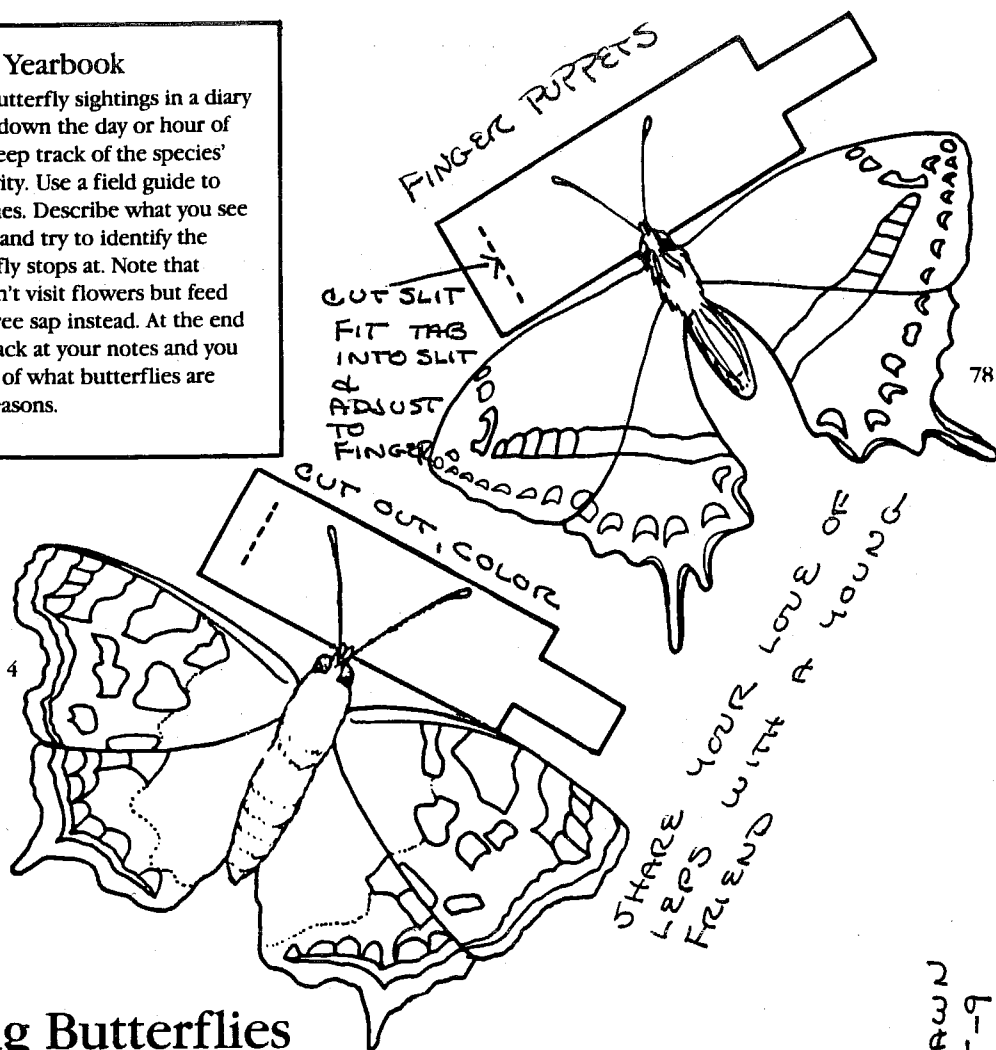 Yearbook
utterfly sightings in a diary
down the day or hour of
eep track of the species'
ity. Use a field guide to
es. Describe what you see
and try to identify the
fly stops at. Note that
n't visit flowers but feed
ree sap instead. At the end
ack at your notes and you
of what butterflies are
asons.
FINGER PUPPETS
CUT SLIT
FIT TAB
INTO SLIT
&
ADJUST
TO
FINGER
78
CUT OUT, COLOR
4
SHARE YOUR LOVE OF
LEPS WITH A YOUNG
FRIEND
g Butterflies
AWN
-9